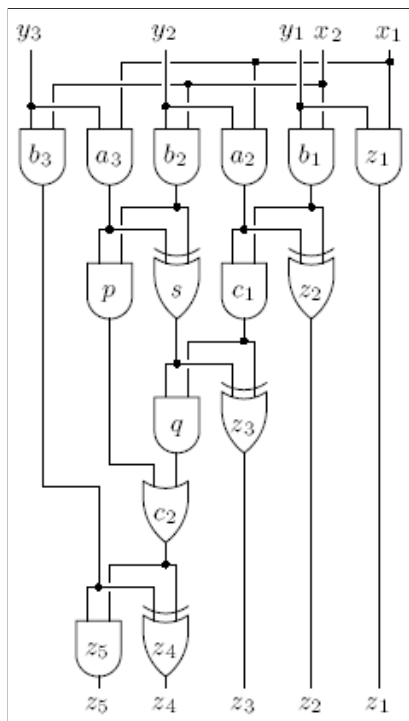 y₃ y₂ y₁ x₂ x₁
b₃ a₃ b₂ a₂ b₁ z₁
p s c₁ z₂
q z₃
c₂
z₅ z₄
z₅ z₄ z₃ z₂ z₁